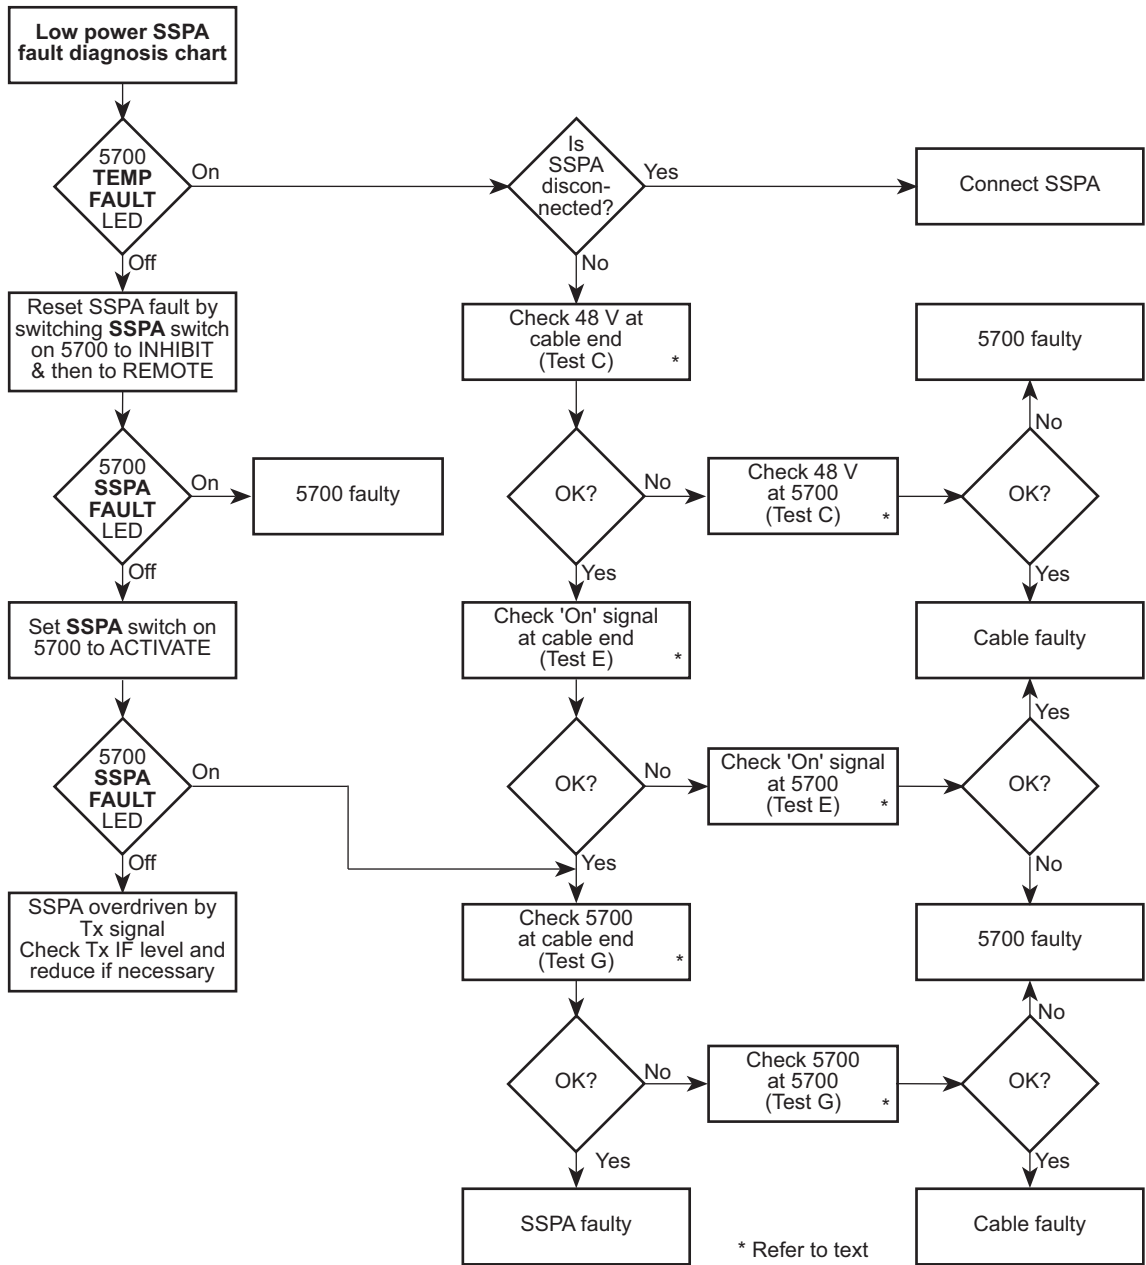 Low power SSPA
fault diagnosis chart
5700
TEMP
FAULT
LED
On
Off
Is
SSPA
discon-
nected?
Yes
No
Connect SSPA
Reset SSPA fault by
switching SSPA switch
on 5700 to INHIBIT
& then to REMOTE
Check 48 V at
cable end
(Test C) *
5700 faulty
No
5700
SSPA
FAULT
LED
On
Off
5700 faulty
OK?
No
Yes
Check 48 V
at 5700
(Test C) *
OK?
Yes
Set SSPA switch on
5700 to ACTIVATE
Check 'On' signal
at cable end
(Test E) *
Cable faulty
Yes
5700
SSPA
FAULT
LED
On
Off
OK?
No
Yes
Check 'On' signal
at 5700
(Test E) *
OK?
No
SSPA overdriven by
Tx signal
Check Tx IF level and
reduce if necessary
Check 5700
at cable end
(Test G) *
5700 faulty
No
OK?
No
Yes
Check 5700
at 5700
(Test G) *
OK?
Yes
SSPA faulty
Cable faulty
* Refer to text